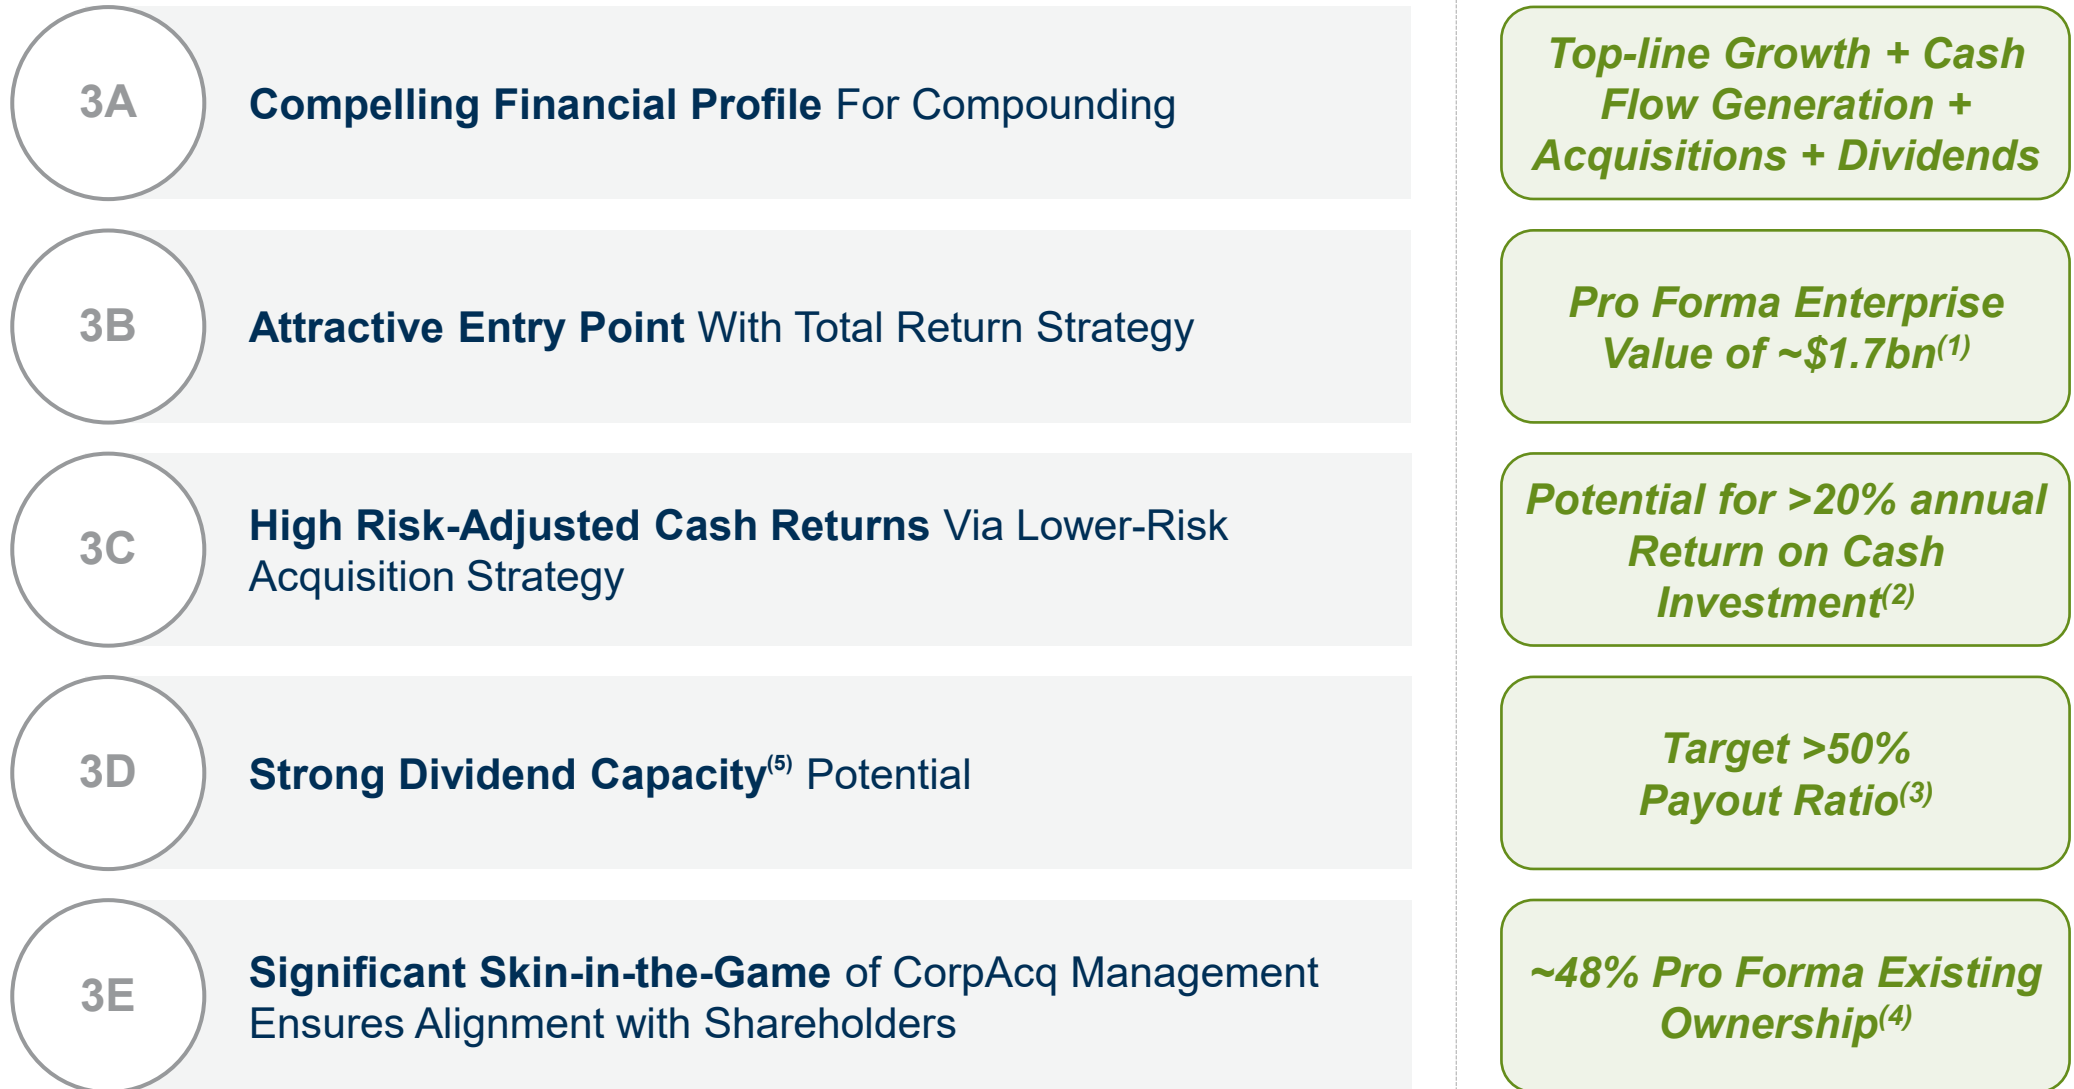 3A
Compelling Financial Profile For Compounding
Top-line Growth + Cash
Flow Generation +
Acquisitions + Dividends
3B
Attractive Entry Point With Total Return Strategy
Pro Forma Enterprise
Value of ~$1.7bn(1)
3C
High Risk-Adjusted Cash Returns Via Lower-Risk
Acquisition Strategy
Potential for >20% annual
Return on Cash
Investment(2)
3D
Strong Dividend Capacity(5) Potential
Target >50%
Payout Ratio(3)
3E
Significant Skin-in-the-Game of CorpAcq Management
Ensures Alignment with Shareholders
~48% Pro Forma Existing
Ownership(4)